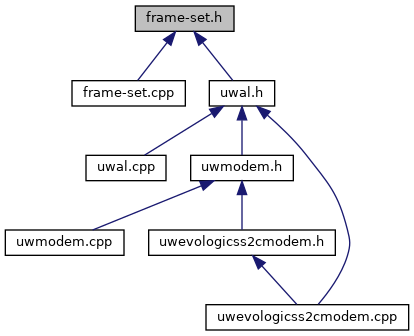 frame-set.h
frame-set.cpp
uwal.h
uwal.cpp
uwmodem.h
uwmodem.cpp
uwevologicss2cmodem.h
uwevologicss2cmodem.cpp